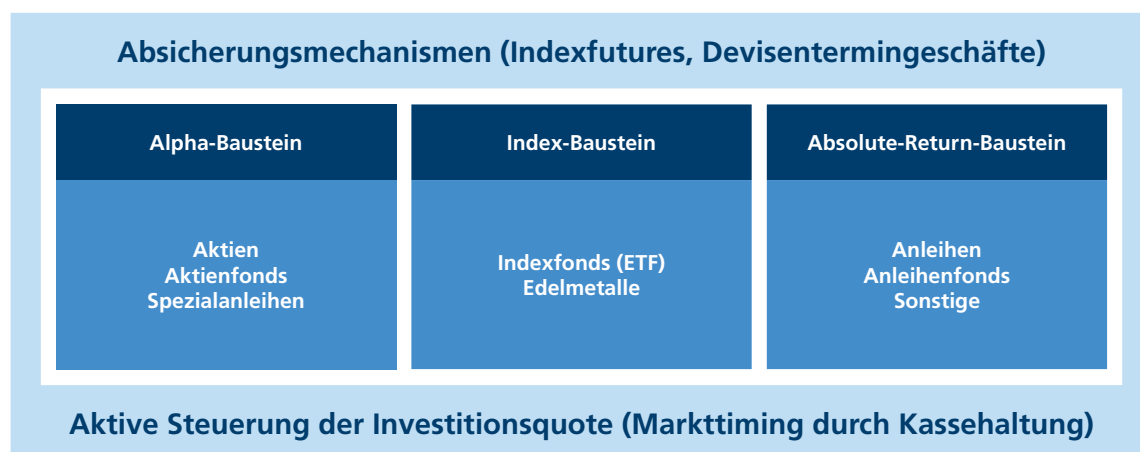 Absicherungsmechanismen (Indexfutures, Devisentermingeschäfte)
Alpha-Baustein
Aktien
Aktienfonds
Spezialanleihen
Index-Baustein
Indexfonds (ETF)
Edelmetalle
Absolute-Return-Baustein
Anleihen
Anleihenfonds
Sonstige
Aktive Steuerung der Investitionsquote (Markttiming durch Kassehaltung)